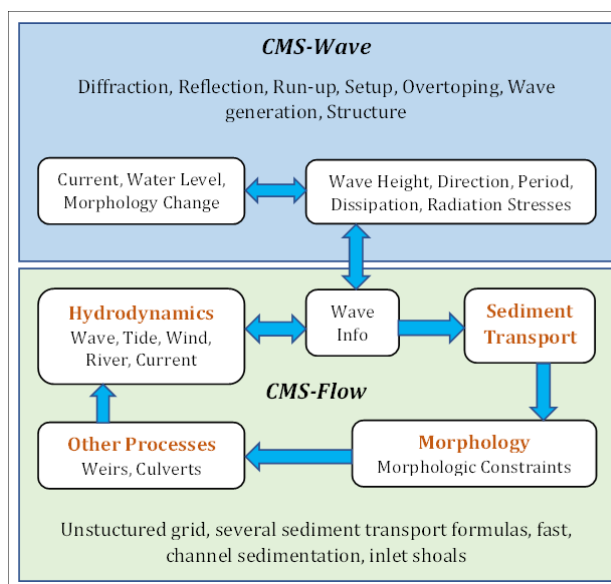 CMS-Wave
Diffraction, Reflection, Run-up, Setup, Overtoping, Wave
generation, Structure
Current, Water Level,
Morphology Change
Wave Height, Direction, Period,
Dissipation, Radiation Stresses
Hydrodynamics
Wave, Tide, Wind,
River, Current
Wave
Info
Sediment
Transport
CMS-Flow
Other Processes
Weirs, Culverts
Morphology
Morphologic Constraints
Unstuctured grid, several sediment transport formulas, fast,
channel sedimentation, inlet shoals